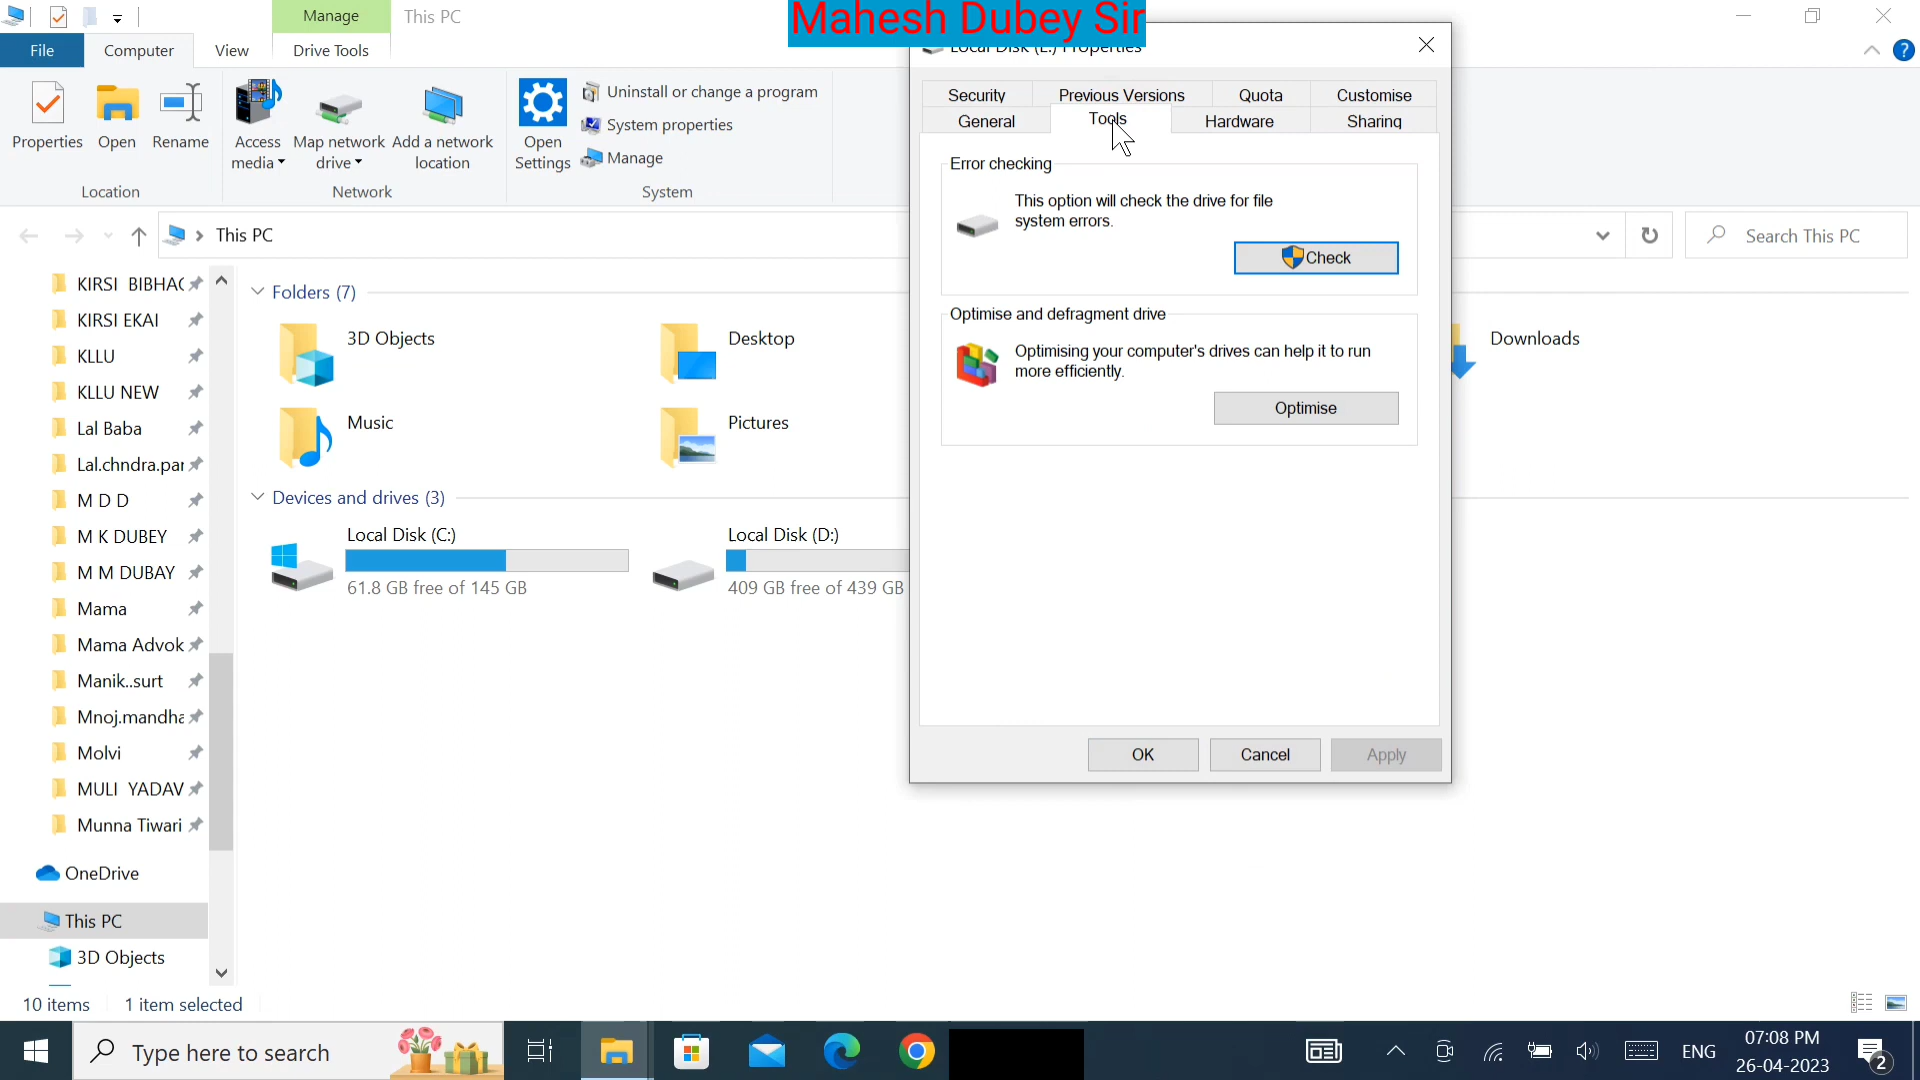 Manage
This PC
Mahesh Dubey Sir
Local Disk (E:) Properties
File
Computer
View
Drive Tools
Properties
Open
Rename
Access media
Map network drive
Add a network location
Open Settings
Uninstall or change a program
System properties
Manage
Location
Network
System
This PC
Search This PC
KIRSI BIBHAG
KIRSI EKAI
KLLU
KLLU NEW
Lal Baba
Lal.chndra.par
M D D
M K DUBEY
M M DUBAY
Mama
Mama Advok
Manik..surt
Mnoj.mandha
Molvi
MULI YADAV
Munna Tiwari
OneDrive
This PC
3D Objects
Folders (7)
3D Objects
Desktop
Downloads
Music
Pictures
Devices and drives (3)
Local Disk (C:)
61.8 GB free of 145 GB
Local Disk (D:)
409 GB free of 439 GB
Security
Previous Versions
Quota
Customise
General
Tools
Hardware
Sharing
Error checking
This option will check the drive for file
system errors.
Check
Optimise and defragment drive
Optimising your computer's drives can help it to run
more efficiently.
Optimise
OK
Cancel
Apply
10 items
1 item selected
Type here to search
ENG
07:08 PM
26-04-2023
2